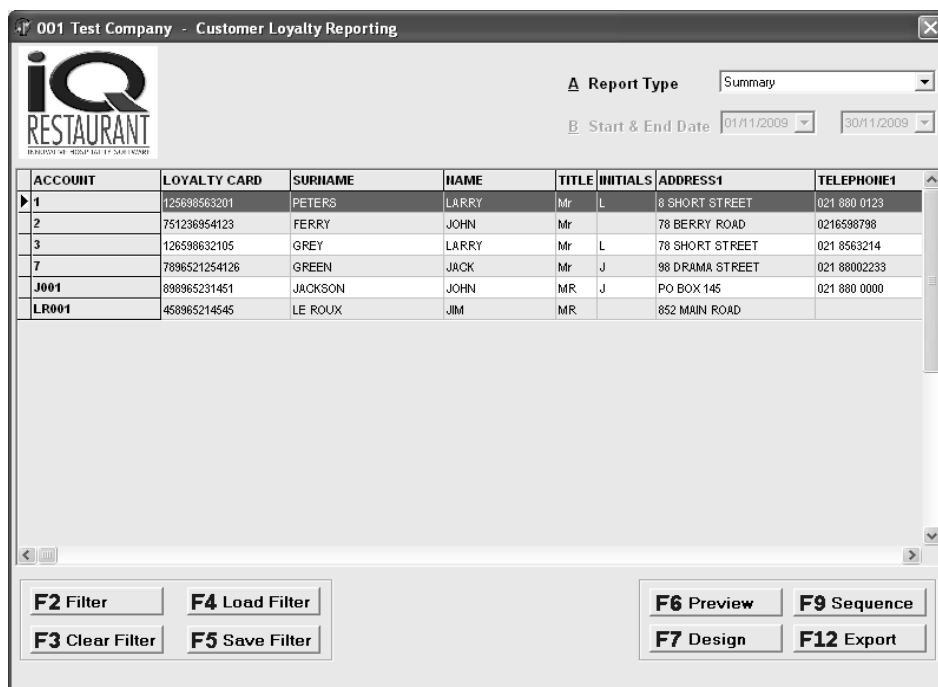 001 Test Company - Customer Loyalty Reporting
iQ
RESTAURANT
INNOVATIVE HOSPITALITY SOFTWARE
A Report Type Summary
B Start & End Date 01/11/2009 30/11/2009
ACCOUNT LOYALTY CARD SURNAME NAME TITLE INITIALS ADDRESS1 TELEPHONE1
1 125698563201 PETERS LARRY Mr L 8 SHORT STREET 021 880 0123
2 751236954123 FERRY JOHN Mr 78 BERRY ROAD 0216598798
3 126598632105 GREY LARRY Mr L 78 SHORT STREET 021 8563214
7 7896521254126 GREEN JACK Mr J 98 DRAMA STREET 021 88002233
J001 898965231451 JACKSON JOHN MR J PO BOX 145 021 880 0000
LR001 458965214545 LE ROUX JIM MR 852 MAIN ROAD
F2 Filter F4 Load Filter F6 Preview F9 Sequence
F3 Clear Filter F5 Save Filter F7 Design F12 Export